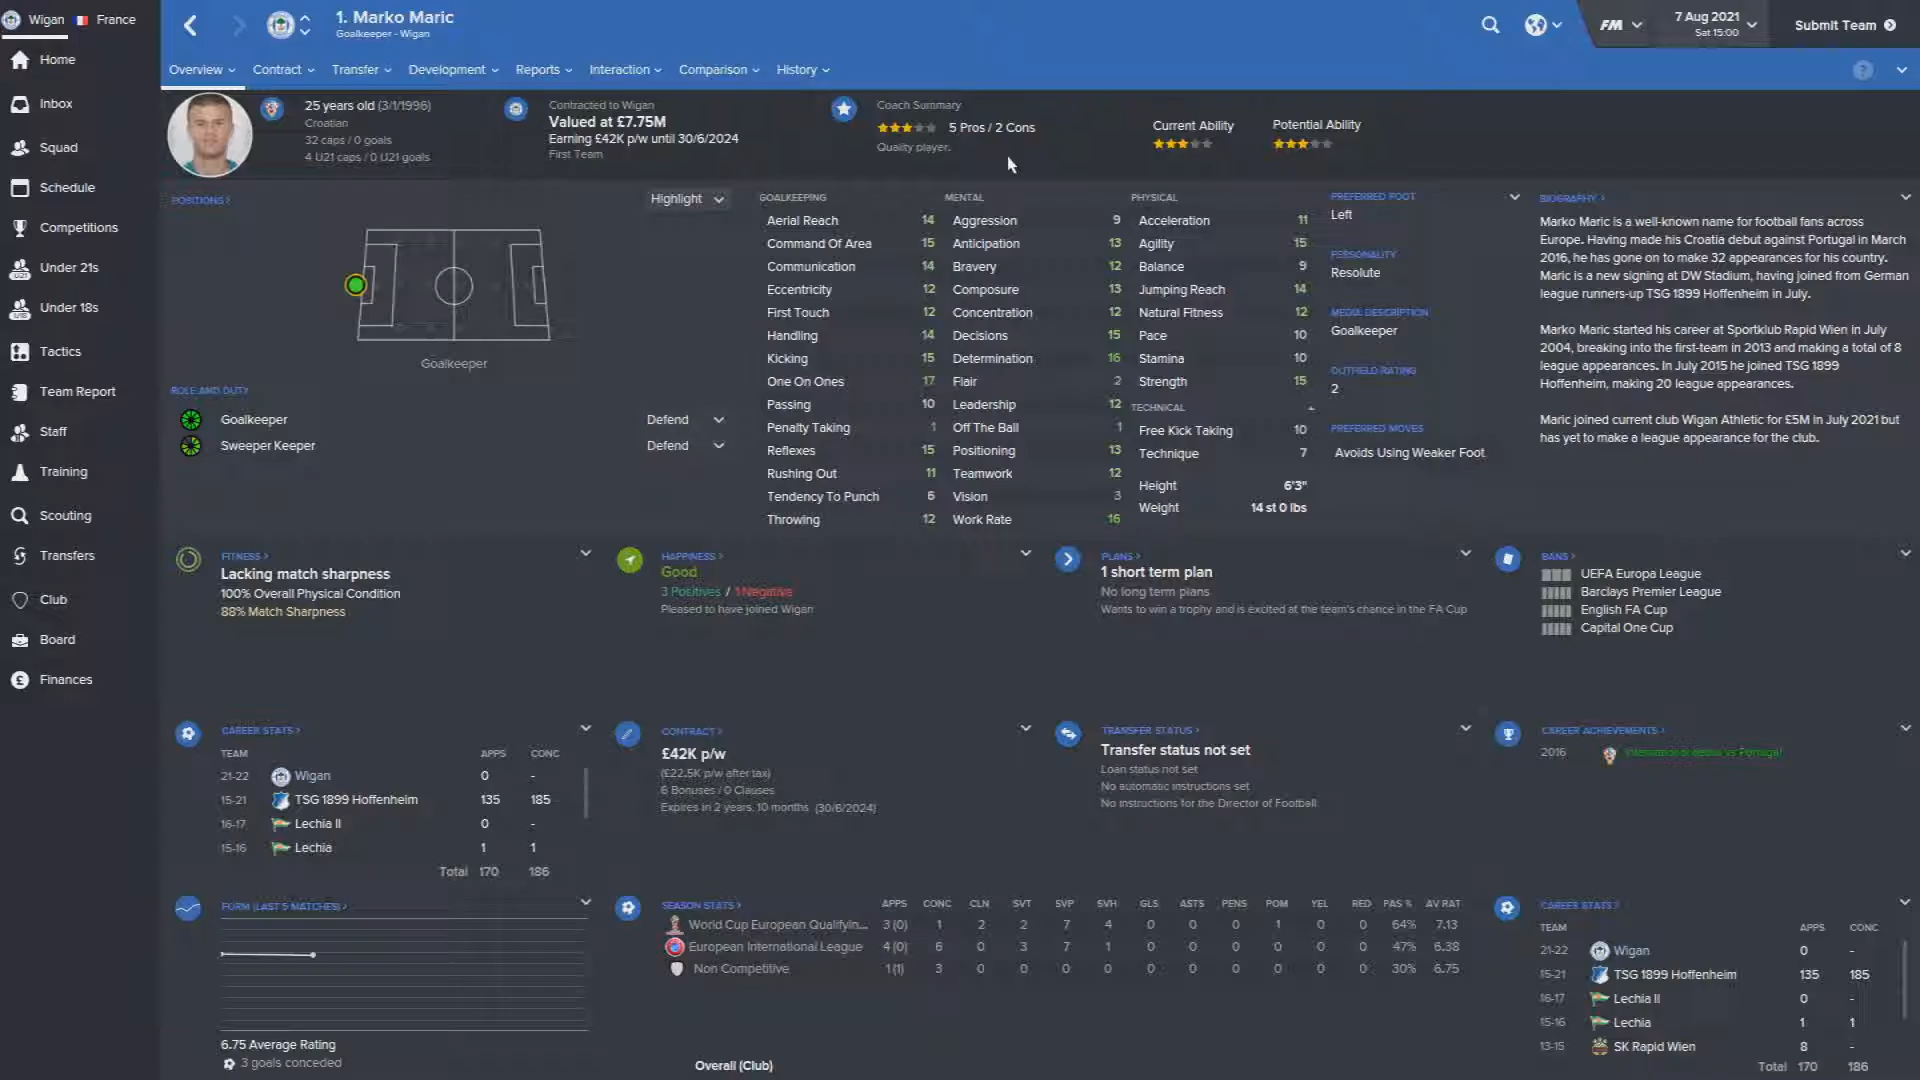 Wigan
France
1. Marko Maric
Goalkeeper - Wigan
FM
7 Aug 2021
Sat 15:00
Submit Team
Home
Inbox
Squad
Schedule
Competitions
Under 21s
Under 18s
Tactics
Team Report
Staff
Training
Scouting
Transfers
Club
Board
Finances
Overview Contract Transfer Development Reports Interaction Comparison History
25 years old (3/1/1996)
Croatian
32 caps / 0 goals
4 U21 caps / 0 U21 goals
Contracted to Wigan
Valued at £7.75M
Earning £42K p/w until 30/6/2024
First Team
Coach Summary
5 Pros / 2 Cons
Quality player.
Current Ability
Potential Ability
POSITIONS >
Highlight
Goalkeeper
ROLE AND DUTY
Goalkeeper Defend
Sweeper Keeper Defend
GOALKEEPING
Aerial Reach 14
Command Of Area 15
Communication 14
Eccentricity 12
First Touch 12
Handling 14
Kicking 15
One On Ones 17
Passing 10
Penalty Taking 1
Reflexes 15
Rushing Out 11
Tendency To Punch 6
Throwing 12
MENTAL
Aggression 9
Anticipation 13
Bravery 12
Composure 13
Concentration 12
Decisions 15
Determination 16
Flair 2
Leadership 12
Off The Ball 1
Positioning 13
Teamwork 12
Vision 3
Work Rate 16
PHYSICAL
Acceleration 11
Agility 15
Balance 9
Jumping Reach 14
Natural Fitness 12
Pace 10
Stamina 10
Strength 15
TECHNICAL
Free Kick Taking 10
Technique 7
Height 6'3"
Weight 14 st 0 lbs
PREFERRED FOOT
Left
PERSONALITY
Resolute
MEDIA DESCRIPTION
Goalkeeper
OUTFIELD RATING
2
PREFERRED MOVES
Avoids Using Weaker Foot
BIOGRAPHY >
Marko Maric is a well-known name for football fans across
Europe. Having made his Croatia debut against Portugal in March
2016, he has gone on to make 32 appearances for his country.
Maric is a new signing at DW Stadium, having joined from German
league runners-up TSG 1899 Hoffenheim in July.
Marko Maric started his career at Sportklub Rapid Wien in July
2004, breaking into the first-team in 2013 and making a total of 8
league appearances. In July 2015 he joined TSG 1899
Hoffenheim, making 20 league appearances.
Maric joined current club Wigan Athletic for £5M in July 2021 but
has yet to make a league appearance for the club.
FITNESS >
Lacking match sharpness
100% Overall Physical Condition
88% Match Sharpness
HAPPINESS >
Good
3 Positives / 1 Negative
Pleased to have joined Wigan
PLANS >
1 short term plan
No long term plans
Wants to win a trophy and is excited at the team's chance in the FA Cup
BANS >
UEFA Europa League
Barclays Premier League
English FA Cup
Capital One Cup
CAREER STATS >
TEAM APPS CONC
21-22 Wigan 0 -
15-21 TSG 1899 Hoffenheim 135 185
16-17 Lechia II 0 -
15-16 Lechia 1 1
Total 170 186
CONTRACT >
£42K p/w
(£22.5K p/w after tax)
6 Bonuses / 0 Clauses
Expires in 2 years, 10 months (30/6/2024)
TRANSFER STATUS >
Transfer status not set
Loan status not set
No automatic instructions set
No instructions for the Director of Football
CAREER ACHIEVEMENTS >
2016 International debut vs Portugal
FORM (LAST 5 MATCHES) >
6.75 Average Rating
3 goals conceded
SEASON STATS > APPS CONC CLN SVT SVP SVH GLS ASTS PENS POM YEL RED PAS % AV RAT
World Cup European Qualifyin... 3 (0) 1 2 2 7 4 0 0 0 1 0 0 64% 7.13
European International League 4 (0) 6 0 3 7 1 0 0 0 0 0 0 47% 6.38
Non Competitive 1 (1) 3 0 0 0 0 0 0 0 0 0 0 30% 6.75
Overall (Club)
CAREER STATS >
TEAM APPS CONC
21-22 Wigan 0 -
15-21 TSG 1899 Hoffenheim 135 185
16-17 Lechia II 0 -
15-16 Lechia 1 1
13-15 SK Rapid Wien 8 -
Total 170 186